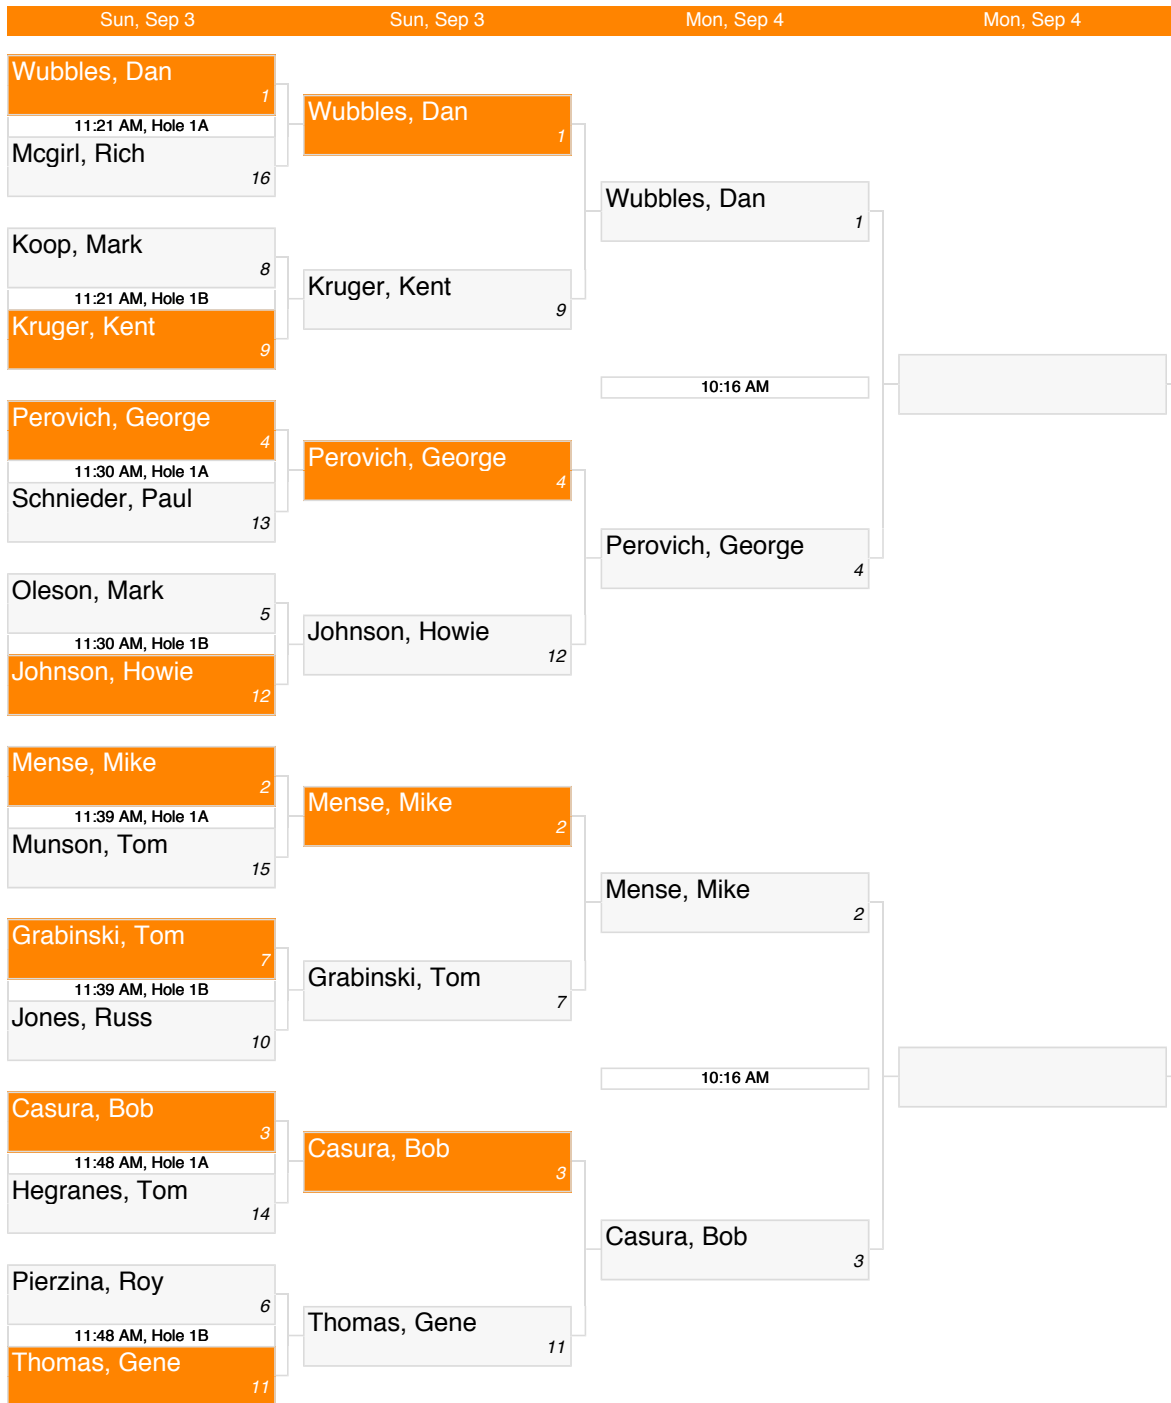 Sun, Sep 3
Sun, Sep 3
Mon, Sep 4
Mon, Sep 4
Wubbles, Dan
1
11:21 AM, Hole 1A
Mcgirl, Rich
16
Koop, Mark
8
11:21 AM, Hole 1B
Kruger, Kent
9
Perovich, George
4
11:30 AM, Hole 1A
Schnieder, Paul
13
Oleson, Mark
5
11:30 AM, Hole 1B
Johnson, Howie
12
Mense, Mike
2
11:39 AM, Hole 1A
Munson, Tom
15
Grabinski, Tom
7
11:39 AM, Hole 1B
Jones, Russ
10
Casura, Bob
3
11:48 AM, Hole 1A
Hegranes, Tom
14
Pierzina, Roy
6
11:48 AM, Hole 1B
Thomas, Gene
11
Wubbles, Dan
1
Kruger, Kent
9
Perovich, George
4
Johnson, Howie
12
Mense, Mike
2
Grabinski, Tom
7
Casura, Bob
3
Thomas, Gene
11
Wubbles, Dan
1
10:16 AM
Perovich, George
4
Mense, Mike
2
10:16 AM
Casura, Bob
3